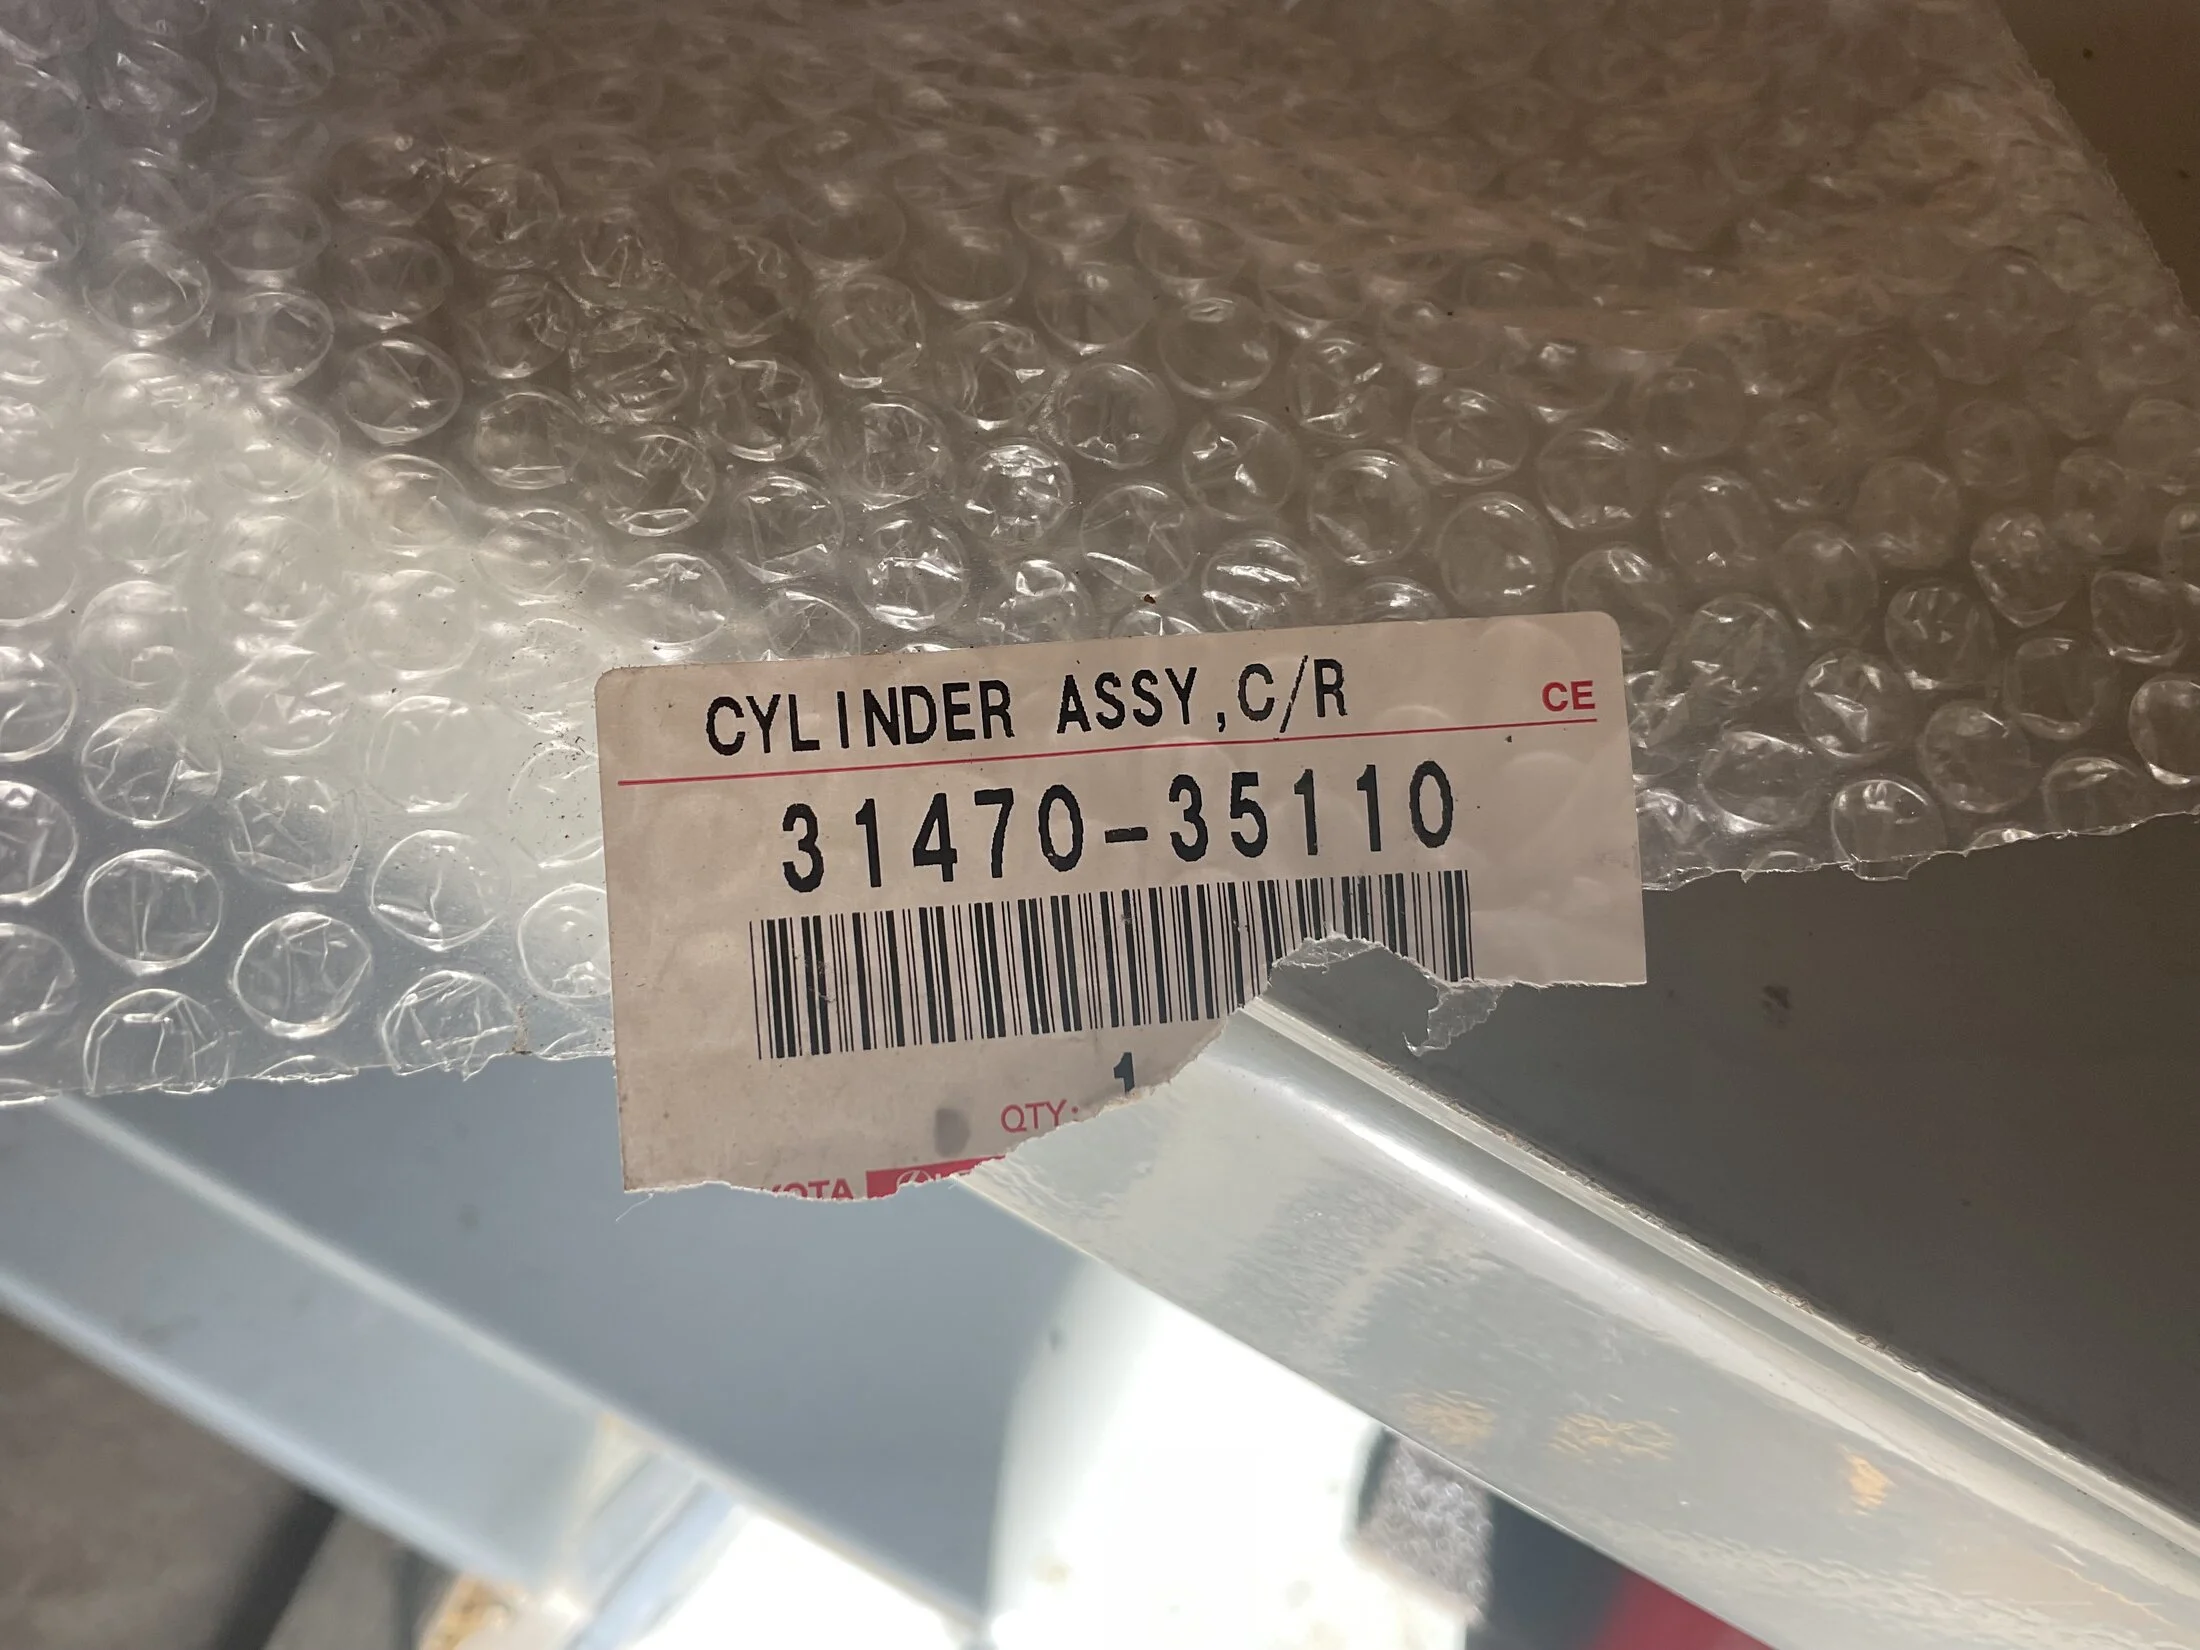 CYLINDER ASSY,C/R
CE
31470-35110
1
QTY: